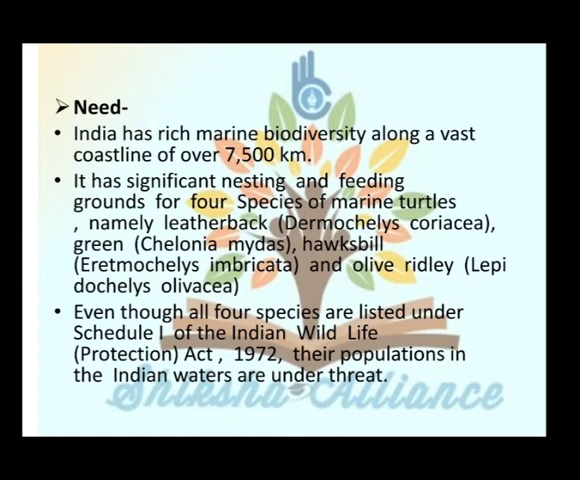 ➢ Need-
• India has rich marine biodiversity along a vast
coastline of over 7,500 km.
• It has significant nesting and feeding
grounds for four Species of marine turtles
, namely leatherback (Dermochelys coriacea),
green (Chelonia mydas), hawksbill
(Eretmochelys imbricata) and olive ridley (Lepi
dochelys olivacea)
• Even though all four species are listed under
Schedule I of the Indian Wild Life
(Protection) Act , 1972, their populations in
the Indian waters are under threat.
Shiksha Alliance